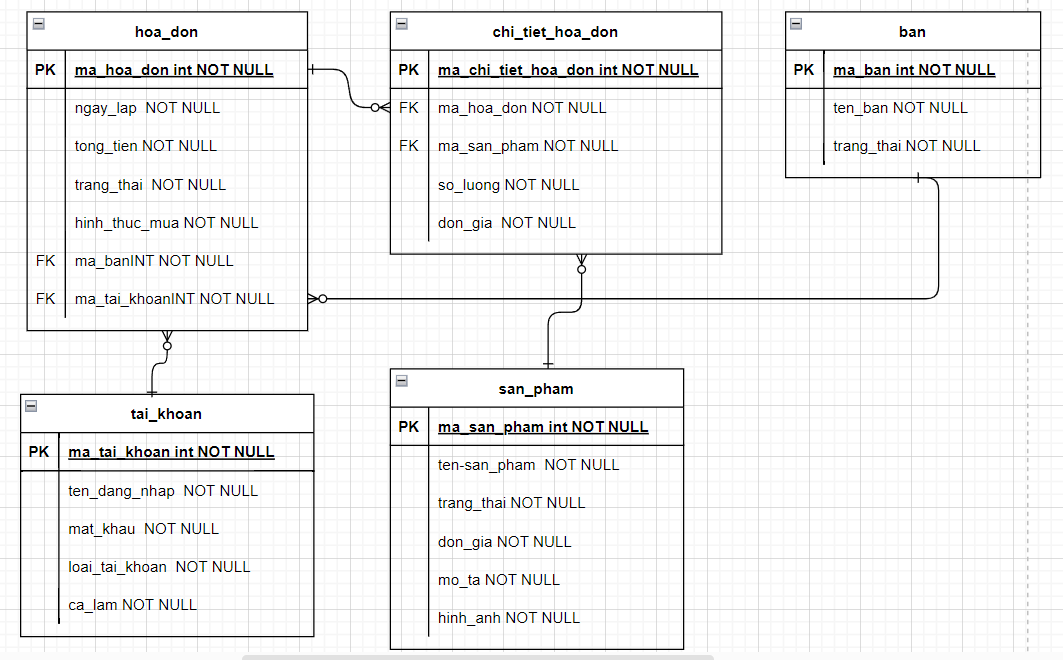 hoa_don
PK ma_hoa_don int NOT NULL
ngay_lap NOT NULL
tong_tien NOT NULL
trang_thai NOT NULL
hinh_thuc_mua NOT NULL
FK ma_banINT NOT NULL
FK ma_tai_khoanINT NOT NULL
chi_tiet_hoa_don
PK ma_chi_tiet_hoa_don int NOT NULL
FK ma_hoa_don NOT NULL
FK ma_san_pham NOT NULL
so_luong NOT NULL
don_gia NOT NULL
ban
PK ma_ban int NOT NULL
ten_ban NOT NULL
trang_thai NOT NULL
tai_khoan
PK ma_tai_khoan int NOT NULL
ten_dang_nhap NOT NULL
mat_khau NOT NULL
loai_tai_khoan NOT NULL
ca_lam NOT NULL
san_pham
PK ma_san_pham int NOT NULL
ten-san_pham NOT NULL
trang_thai NOT NULL
don_gia NOT NULL
mo_ta NOT NULL
hinh_anh NOT NULL